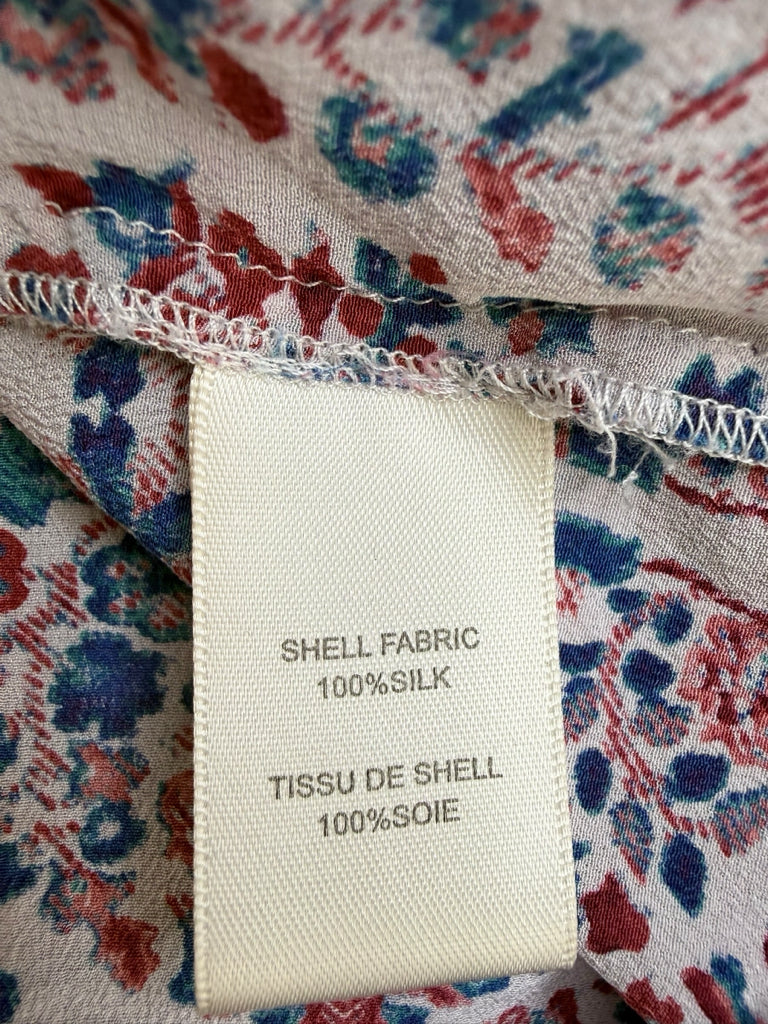 SHELL FABRIC
100%SILK
TISSU DE SHELL
100%SOIE